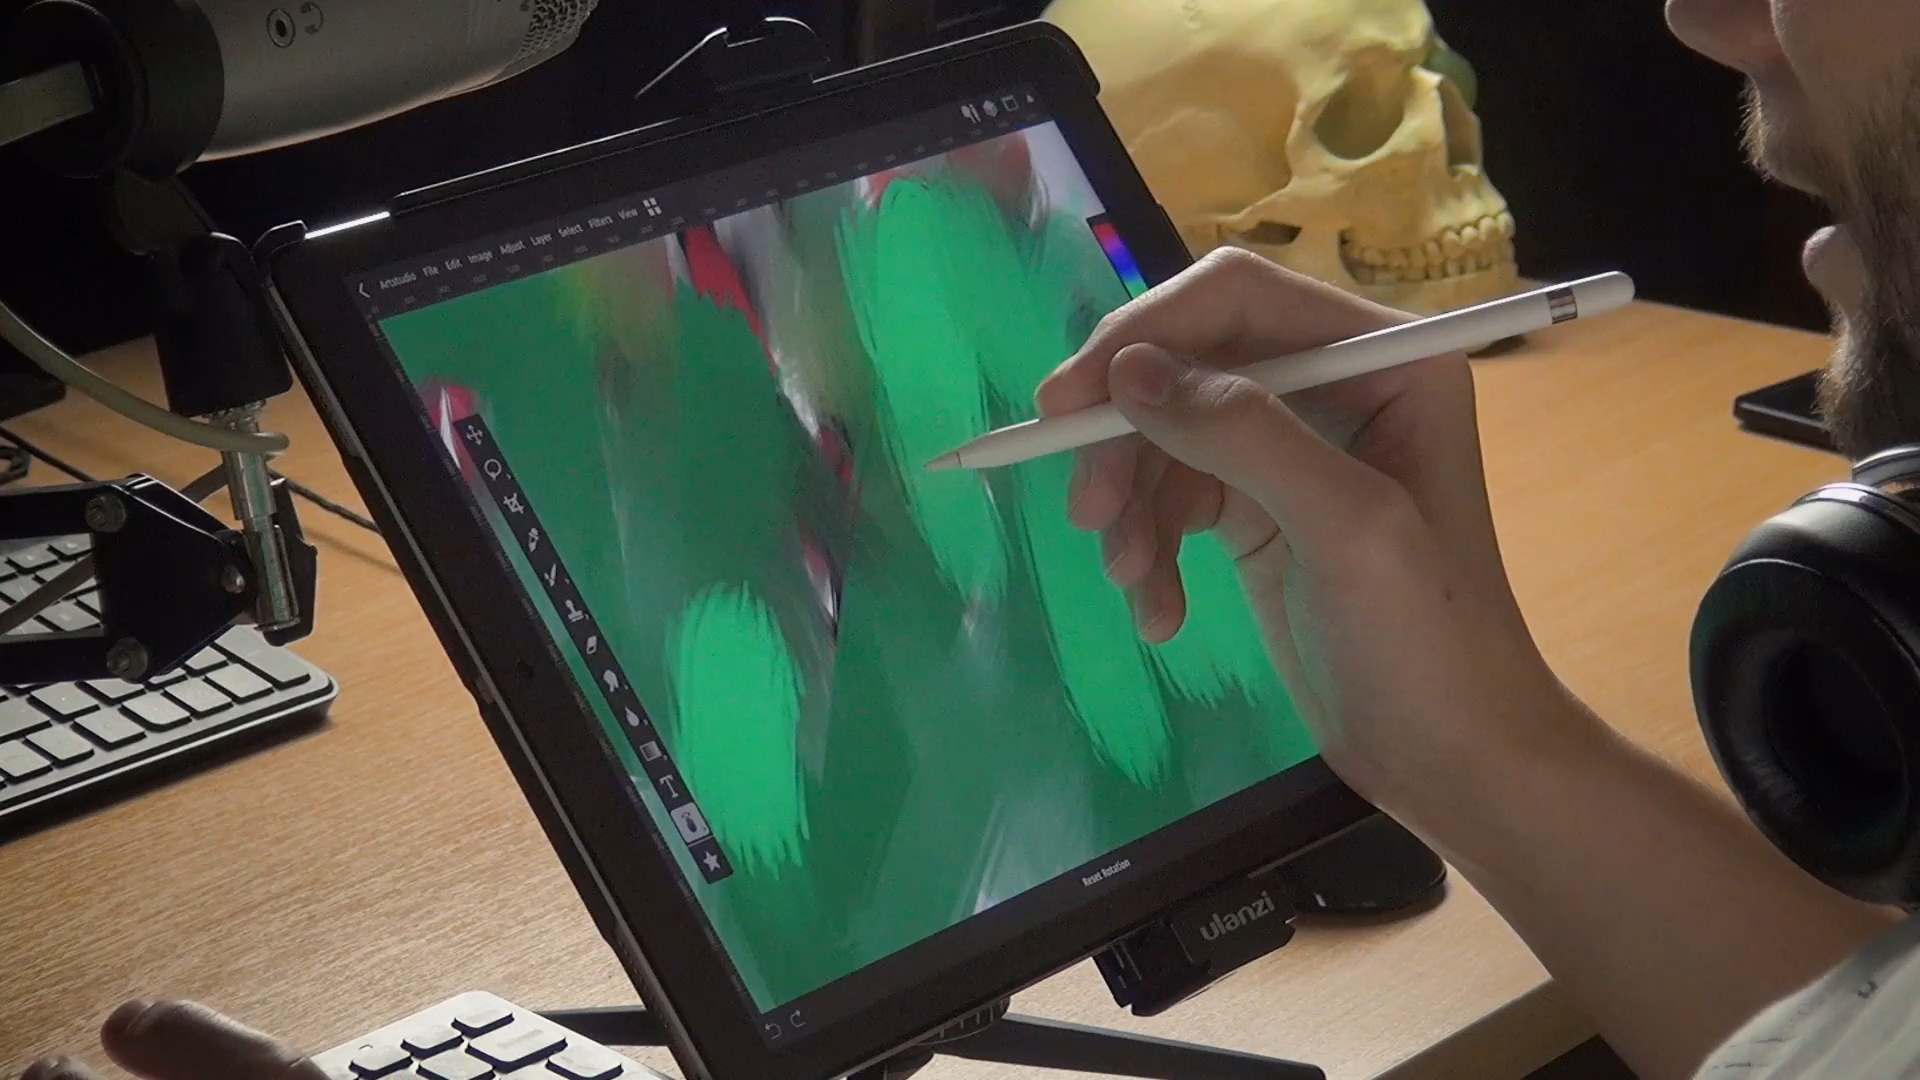 Artstudio File Edit Image Adjust Layer Select Filters View
T
Reset Rotation
ulanzi